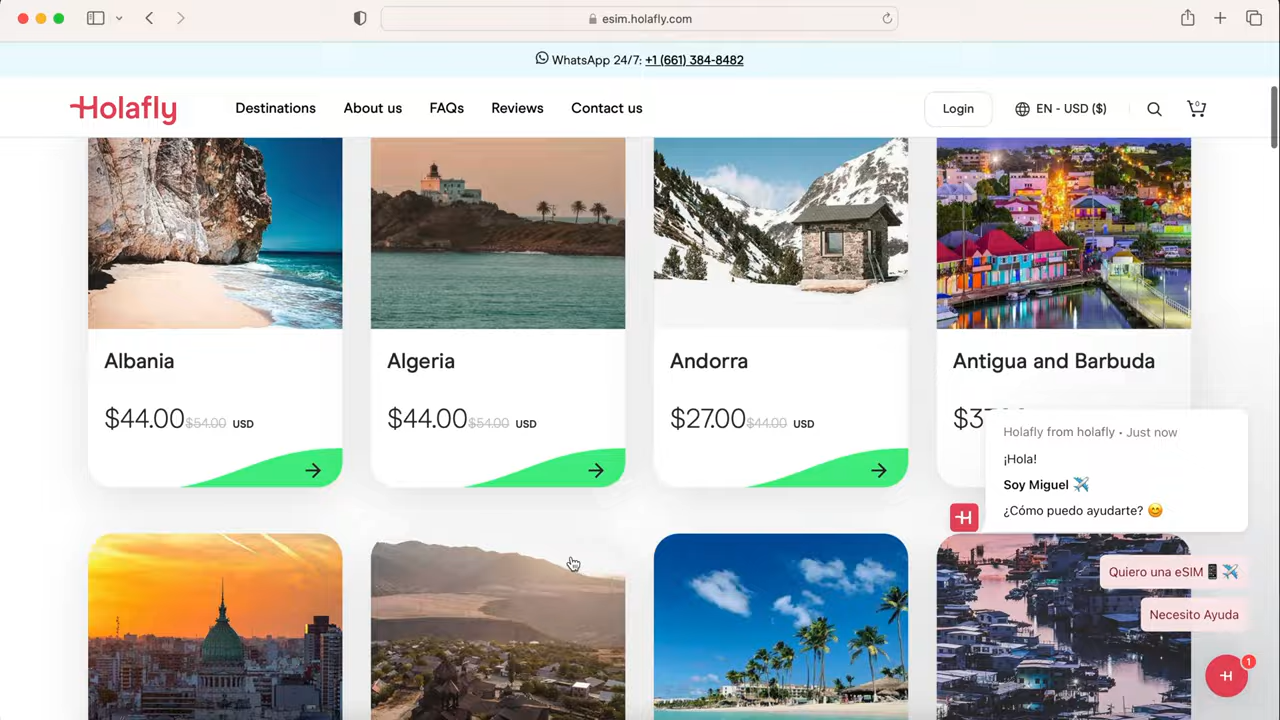 esim.holafly.com
WhatsApp 24/7: +1 (661) 384-8482
Holafly
Destinations
About us
FAQs
Reviews
Contact us
Login
EN - USD ($)
0
Albania
$44.00 $54.00 USD
Algeria
$44.00 $54.00 USD
Andorra
$27.00 $44.00 USD
Antigua and Barbuda
Holafly from holafly • Just now
¡Hola!
Soy Miguel ✈️
¿Cómo puedo ayudarte? 😊
H
Quiero una eSIM 📱 ✈️
Necesito Ayuda
H
1